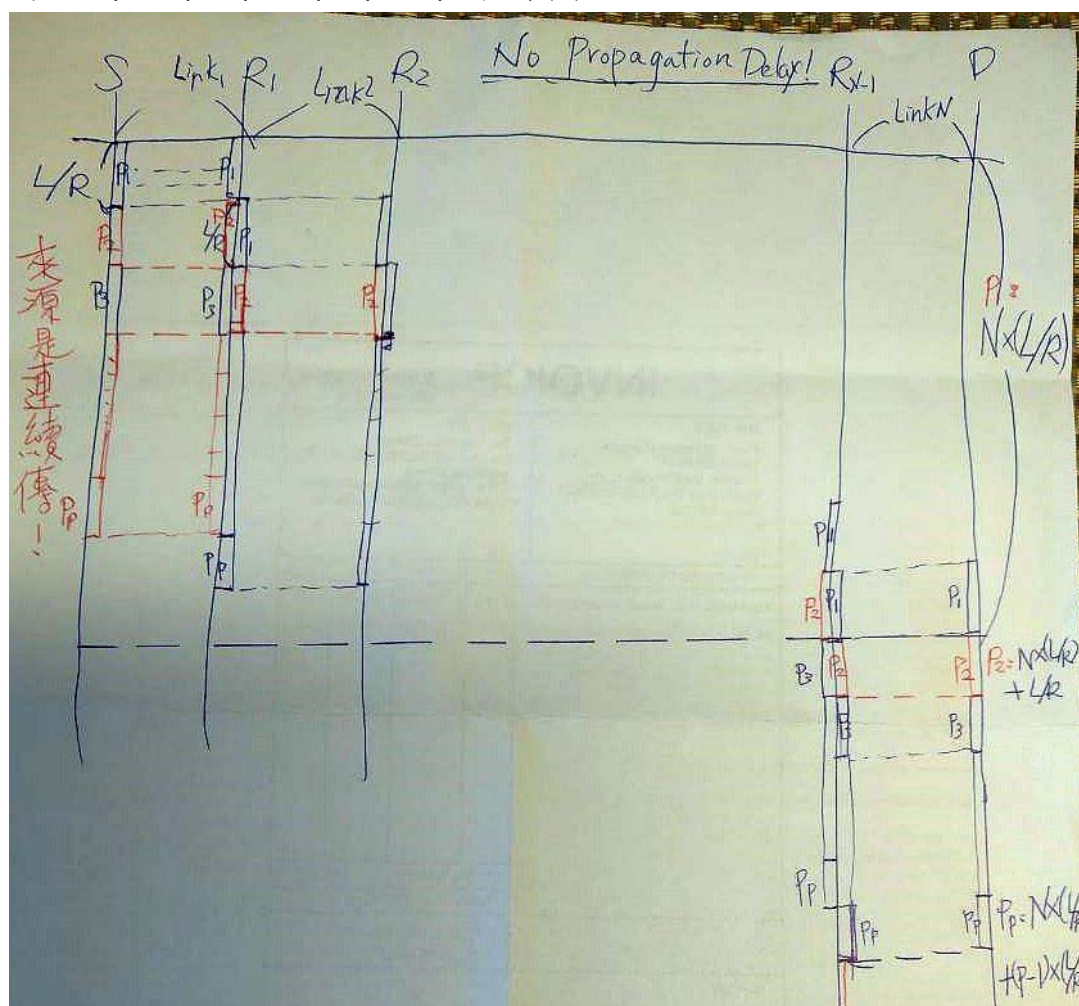 No Propagation Delay!
S Link1 R1 Link2 R2 RN-1 LinkN D
L/R
P1 P1
P2 P2 L/R P1
P3 P3 P2 P2
來源是連續傳!
P1:
N×(L/R)
PP PP
PP
P1
P2 P1 P1
P3 P2 P2 P2=N×(L/R)
+L/R
P3 P3
PP PP PP PP=N×(L/R
+(P-1)×(L/R